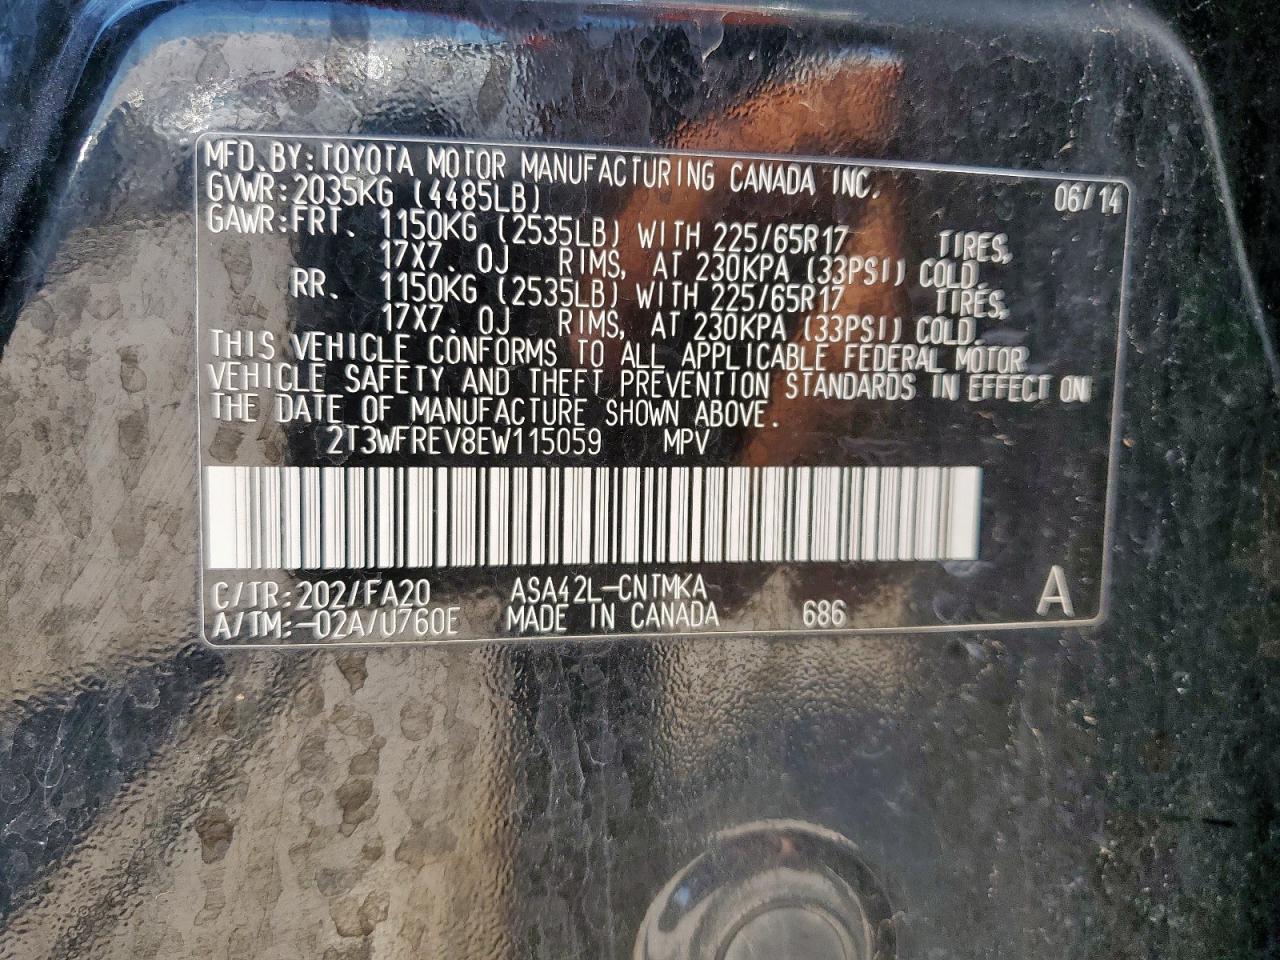 MFD. BY: TOYOTA MOTOR MANUFACTURING CANADA INC. 06/14
GVWR: 2035KG (4485LB)
GAWR: FRT. 1150KG (2535LB) WITH 225/65R17 TIRES,
17X7.0J RIMS, AT 230KPA (33PSI) COLD.
RR. 1150KG (2535LB) WITH 225/65R17 TIRES,
17X7.0J RIMS, AT 230KPA (33PSI) COLD.
THIS VEHICLE CONFORMS TO ALL APPLICABLE FEDERAL MOTOR
VEHICLE SAFETY AND THEFT PREVENTION STANDARDS IN EFFECT ON
THE DATE OF MANUFACTURE SHOWN ABOVE.
2T3WFREV8EW115059 MPV
C/TR: 202/FA20 ASA42L-CNTMKA
A/TM: -02A/U760E MADE IN CANADA 686 A